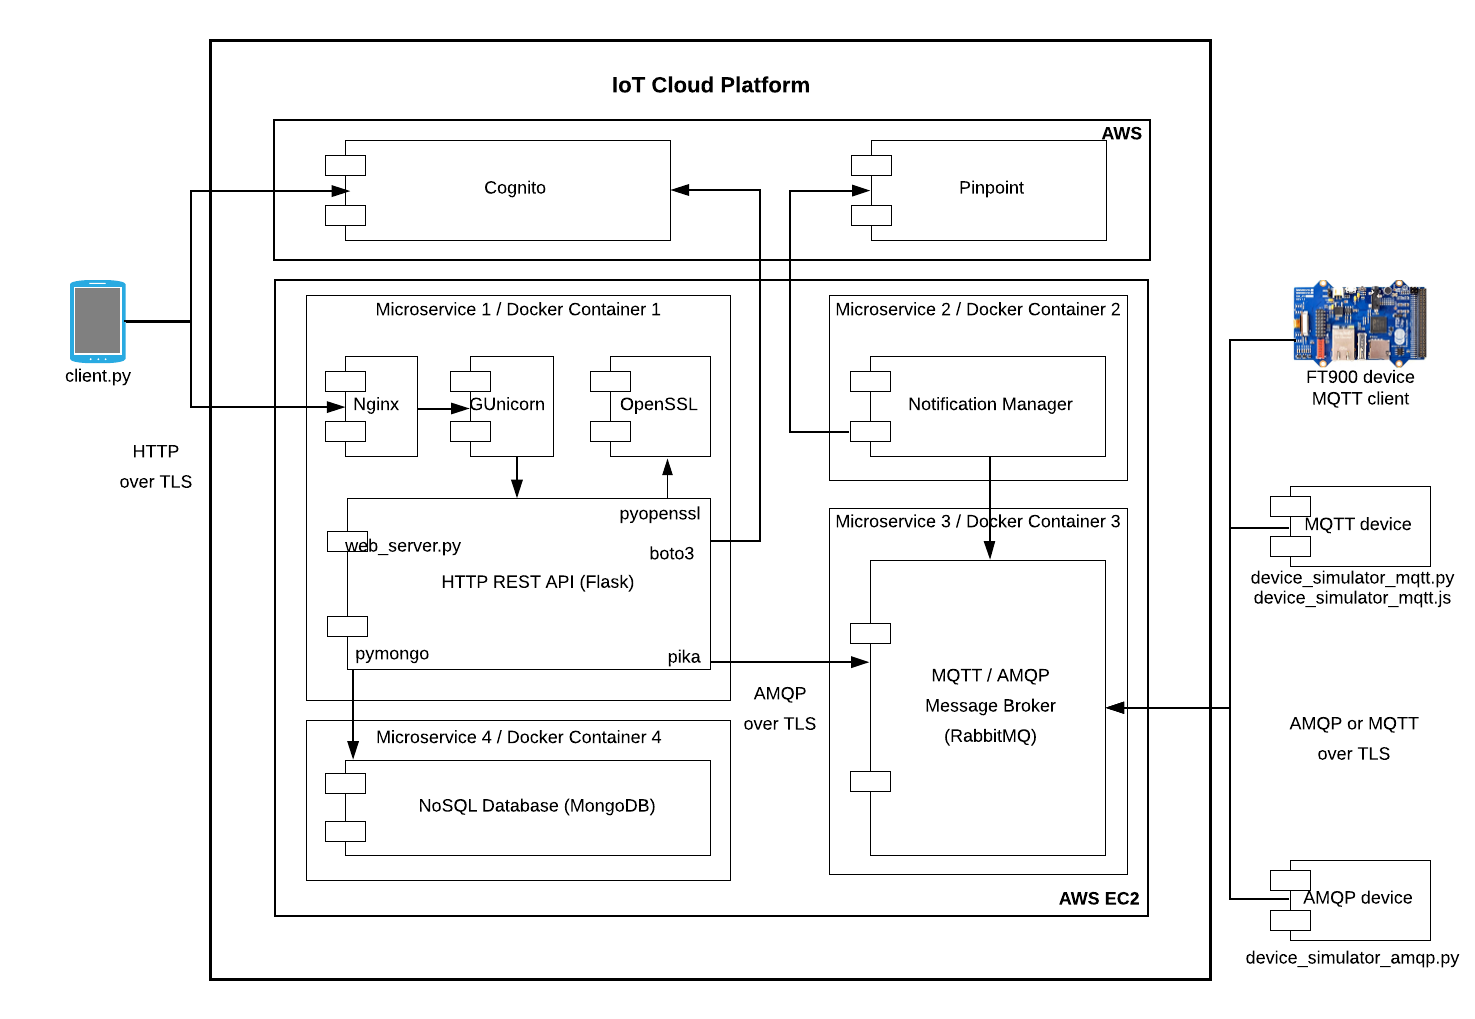 IoT Cloud Platform
AWS
Cognito
Pinpoint
client.py
HTTP
over TLS
Microservice 1 / Docker Container 1
Nginx
GUnicorn
OpenSSL
pyopenssl
web_server.py
boto3
HTTP REST API (Flask)
pymongo
pika
Microservice 2 / Docker Container 2
Notification Manager
Microservice 3 / Docker Container 3
MQTT / AMQP
Message Broker
(RabbitMQ)
AMQP
over TLS
Microservice 4 / Docker Container 4
NoSQL Database (MongoDB)
AWS EC2
FT900 device
MQTT client
MQTT device
device_simulator_mqtt.py
device_simulator_mqtt.js
AMQP or MQTT
over TLS
AMQP device
device_simulator_amqp.py